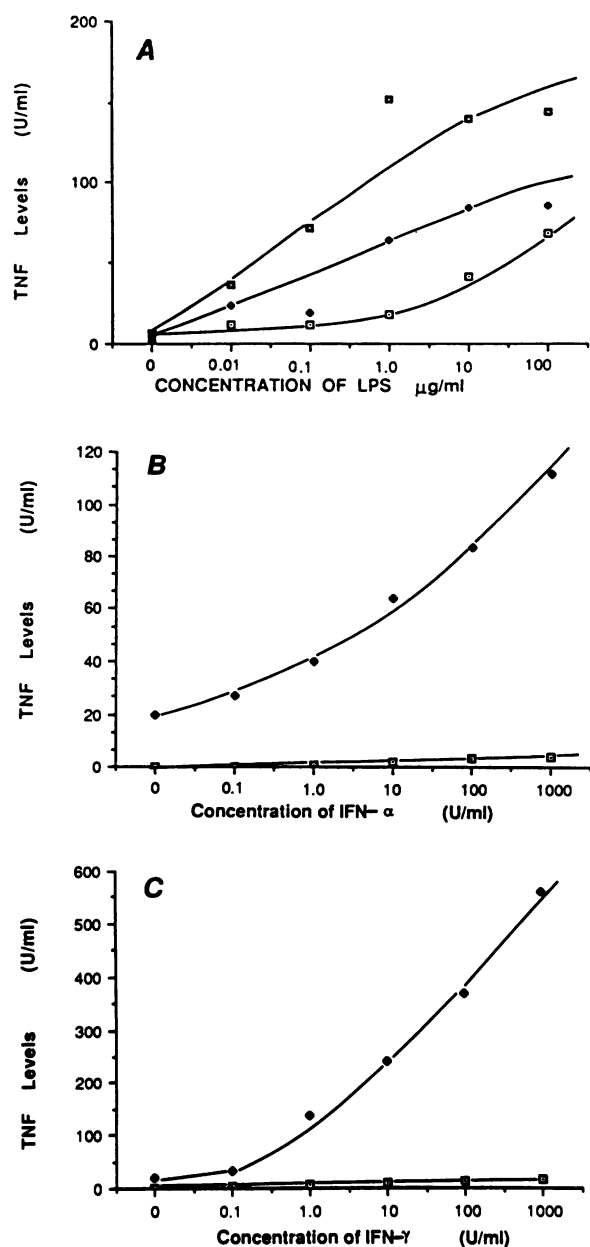 A
TNF Levels (U/ml)
200
100
0
0 0.01 0.1 1.0 10 100
CONCENTRATION OF LPS μg/ml
B
TNF Levels (U/ml)
120
100
80
60
40
20
0
0 0.1 1.0 10 100 1000
Concentration of IFN-α (U/ml)
C
TNF Levels (U/ml)
600
500
400
300
200
100
0
0 0.1 1.0 10 100 1000
Concentration of IFN-γ (U/ml)